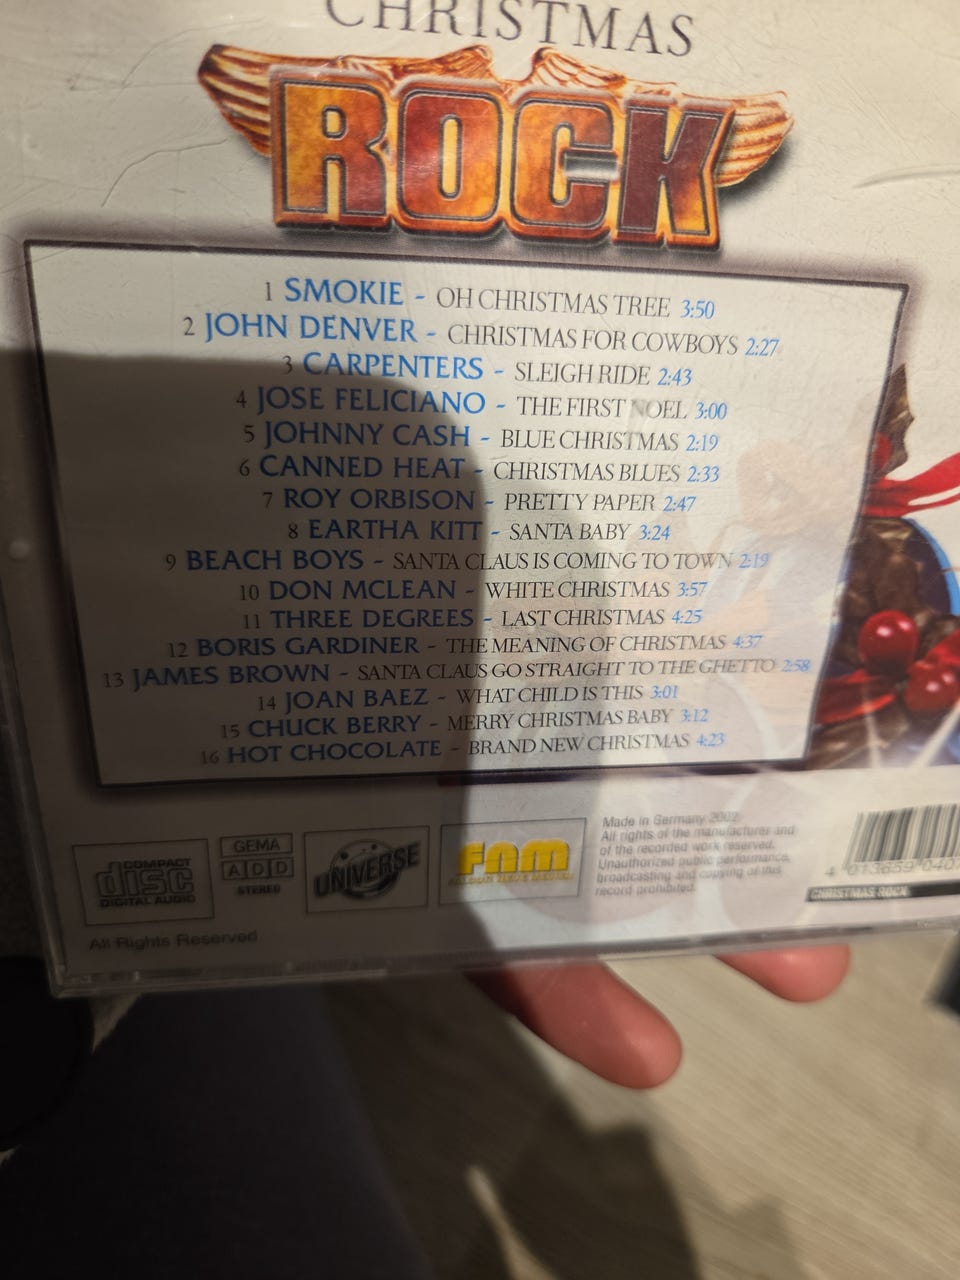 CHRISTMAS
ROCK
1 SMOKIE - OH CHRISTMAS TREE 3:50
2 JOHN DENVER - CHRISTMAS FOR COWBOYS 2:27
3 CARPENTERS - SLEIGH RIDE 2:43
4 JOSE FELICIANO - THE FIRST NOEL 3:00
5 JOHNNY CASH - BLUE CHRISTMAS 2:19
6 CANNED HEAT - CHRISTMAS BLUES 2:33
7 ROY ORBISON - PRETTY PAPER 2:47
8 EARTHA KITT - SANTA BABY 3:24
9 BEACH BOYS - SANTA CLAUS IS COMING TO TOWN 2:19
10 DON MCLEAN - WHITE CHRISTMAS 3:57
11 THREE DEGREES - LAST CHRISTMAS 4:25
12 BORIS GARDINER - THE MEANING OF CHRISTMAS 4:37
13 JAMES BROWN - SANTA CLAUS GO STRAIGHT TO THE GHETTO 2:58
14 JOAN BAEZ - WHAT CHILD IS THIS 3:01
15 CHUCK BERRY - MERRY CHRISTMAS BABY 3:12
16 HOT CHOCOLATE - BRAND NEW CHRISTMAS 4:23
COMPACT
disc
DIGITAL AUDIO
GEMA
ADD
STEREO
UNIVERSE
FNM
Made in Germany 2002
All rights of the manufacturer and
of the recorded work reserved.
Unauthorized public performance,
broadcasting and copying of this
record prohibited.
4 013659 040
CHRISTMAS ROCK
All Rights Reserved